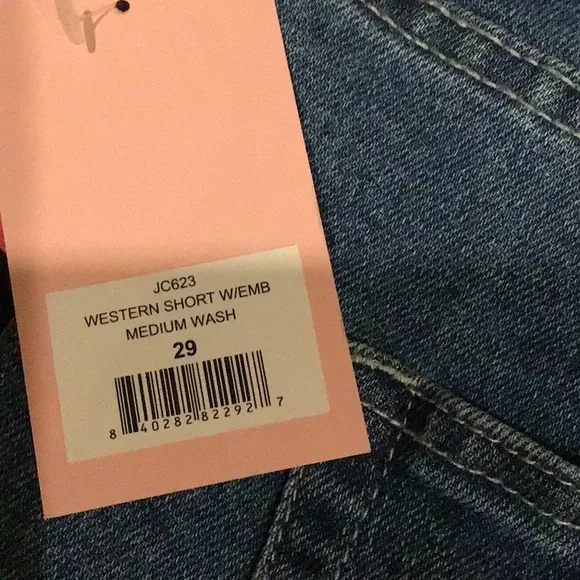 JC623
WESTERN SHORT W/EMB
MEDIUM WASH
29
8 40282 82292 7